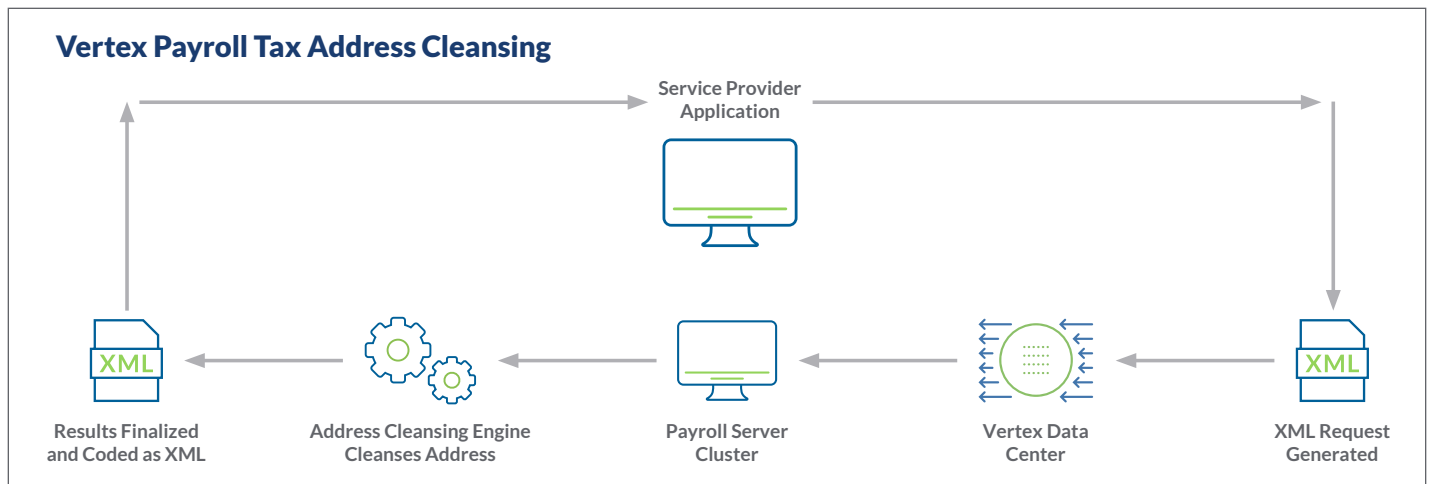 Vertex Payroll Tax Address Cleansing
Service Provider
Application
XML
XML
Results Finalized
and Coded as XML
Address Cleansing Engine
Cleanses Address
Payroll Server
Cluster
Vertex Data
Center
XML Request
Generated